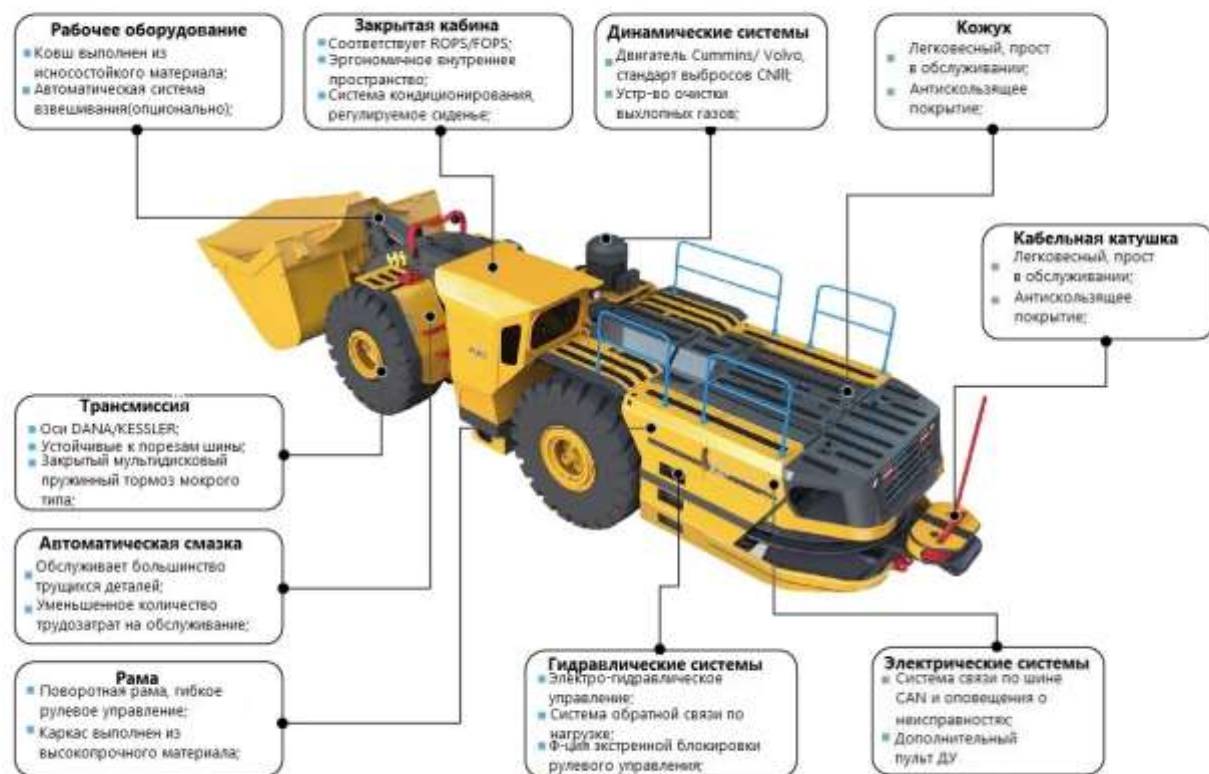 Рабочее оборудование
Ковш выполнен из
исносостойкого материала;
Автоматическая система
взвешивания(опционально);
Закрытая кабина
Соответствует ROPS/FOPS;
Эргономичное внутреннее
пространство;
Система кондиционирования,
регулируемое сиденье;
Динамические системы
Двигатель Cummins/ Volvo,
стандарт выбросов CNⅢ;
Устр-во очистки
выхлопных газов;
Кожух
Легковесный, прост
в обслуживании;
Антискользящее
покрытие;
Кабельная катушка
Легковесный, прост
в обслуживании;
Антискользящее
покрытие;
Трансмиссия
Оси DANA/KESSLER;
Устойчивые к порезам шины;
Закрытый мультидисковый
пружинный тормоз мокрого
типа;
Автоматическая смазка
Обслуживает большинство
трущихся деталей;
Уменьшенное количество
трудозатрат на обслуживание;
Рама
Поворотная рама, гибкое
рулевое управление;
Каркас выполнен из
высокопрочного материала;
Гидравлические системы
Электро-гидравлическое
управление;
Система обратной связи по
нагрузке;
Ф-ция экстренной блокировки
рулевого управления;
Электрические системы
Система связи по шине
CAN и оповещения о
неисправностях;
Дополнительный
пульт ДУ